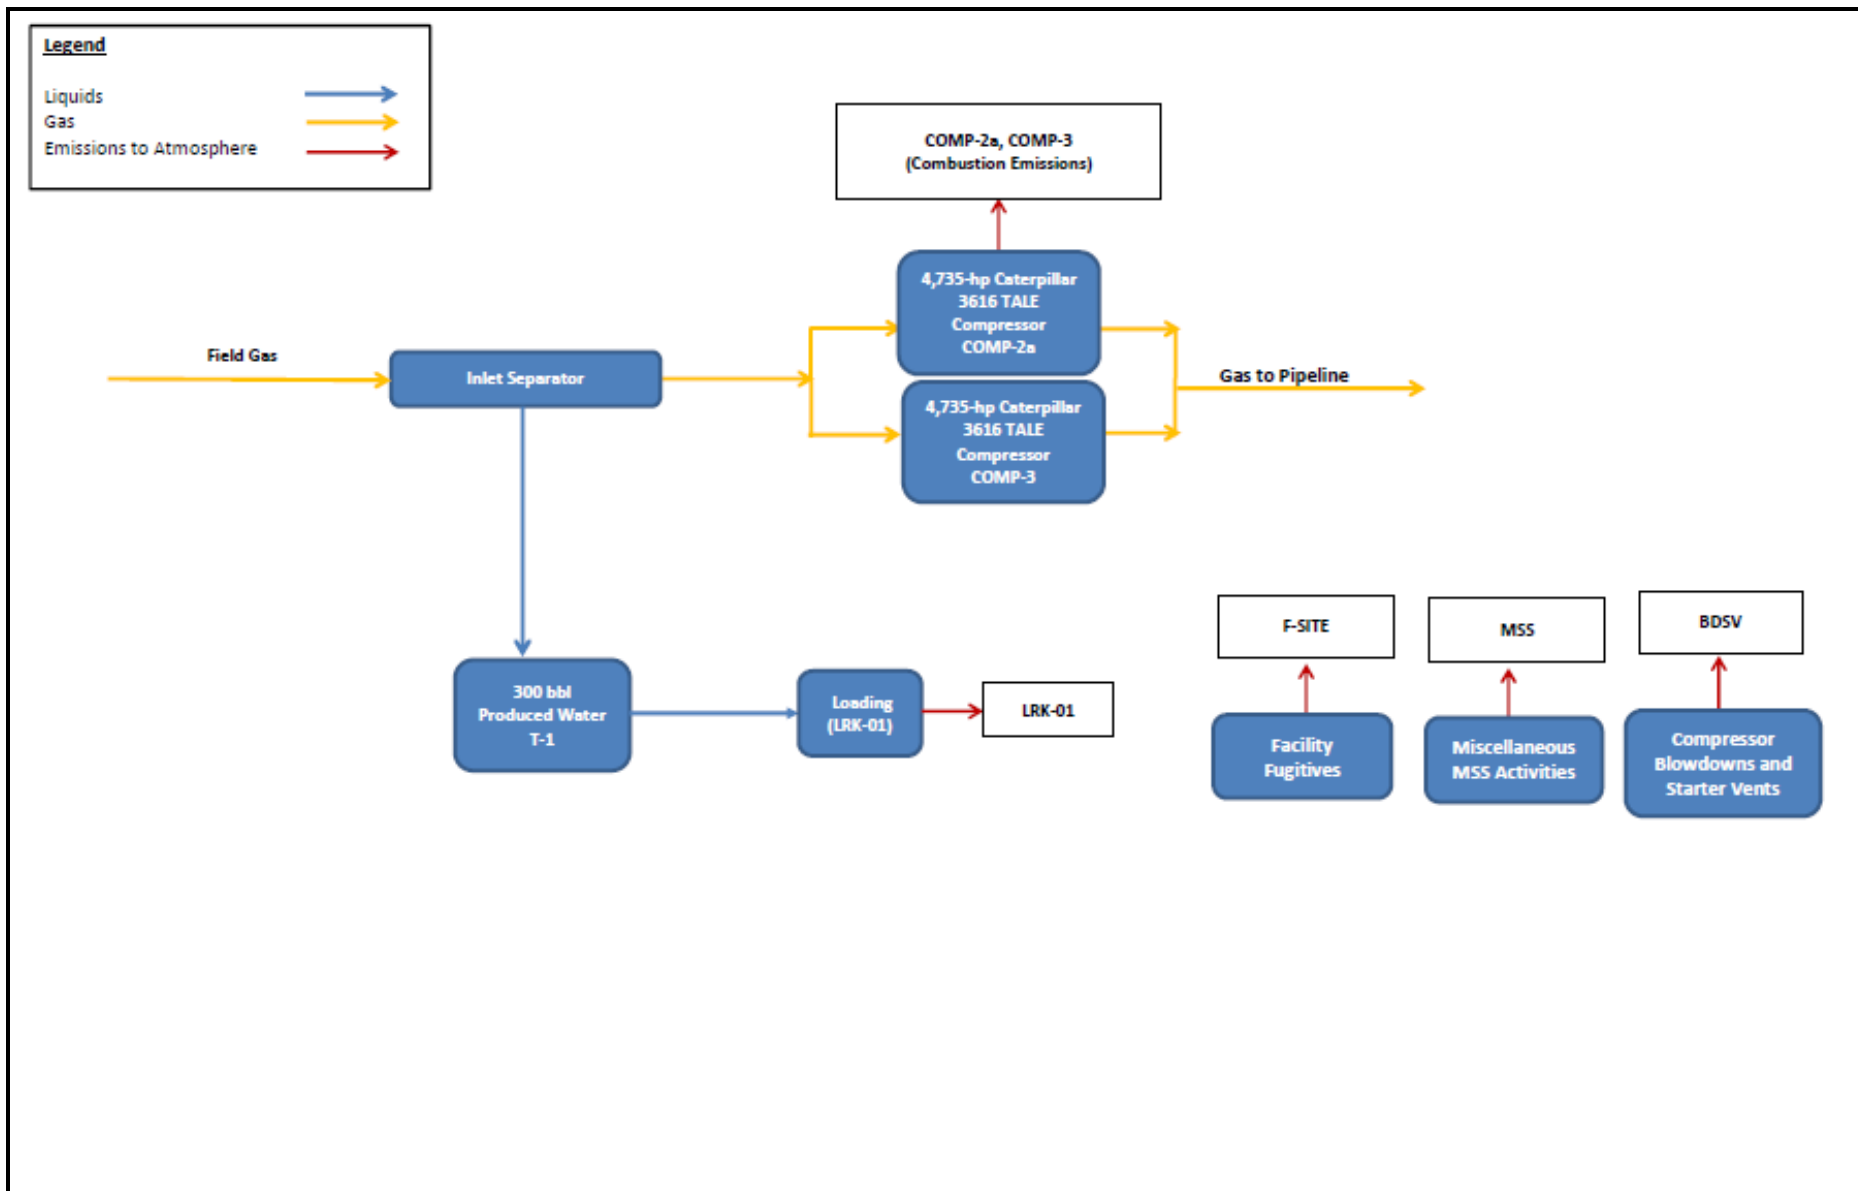 Legend
Liquids
Gas
Emissions to Atmosphere
COMP-2a, COMP-3
(Combustion Emissions)
4,735-hp Caterpillar
3616 TALE
Compressor
COMP-2a
Field Gas
Inlet Separator
Gas to Pipeline
4,735-hp Caterpillar
3616 TALE
Compressor
COMP-3
F-SITE
MSS
BDSV
300 bbl
Produced Water
T-1
Loading
(LRK-01)
LRK-01
Facility
Fugitives
Miscellaneous
MSS Activities
Compressor
Blowdowns and
Starter Vents